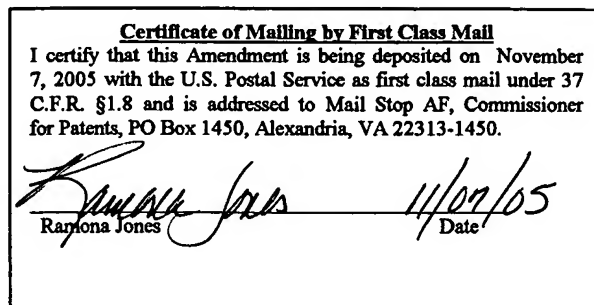 Certificate of Mailing by First Class Mail
I certify that this Amendment is being deposited on November
7, 2005 with the U.S. Postal Service as first class mail under 37
C.F.R. §1.8 and is addressed to Mail Stop AF, Commissioner
for Patents, PO Box 1450, Alexandria, VA 22313-1450.
Ramona Jones 11/07/05
Ramona Jones Date